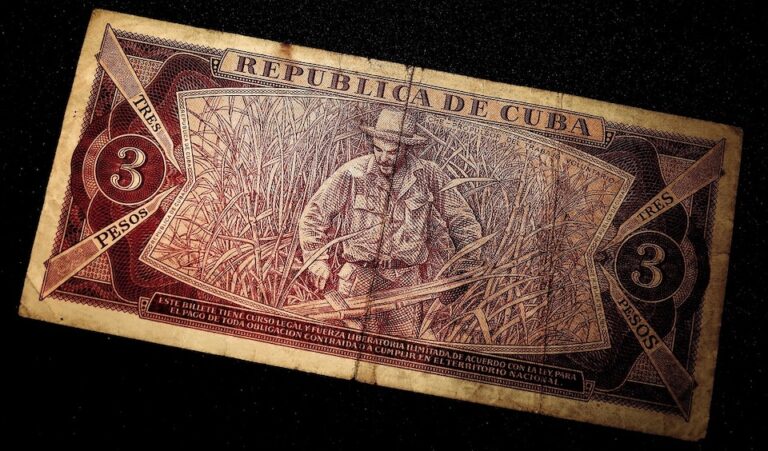 REPUBLICA DE CUBA
TRES
3
PESOS
TRES
3
PESOS
ESTE BILLETE TIENE CURSO LEGAL Y FUERZA LIBERATORIA ILIMITADA, DE ACUERDO CON LA LEY, PARA
EL PAGO DE TODA OBLIGACION CONTRAIDA O A CUMPLIR EN EL TERRITORIO NACIONAL